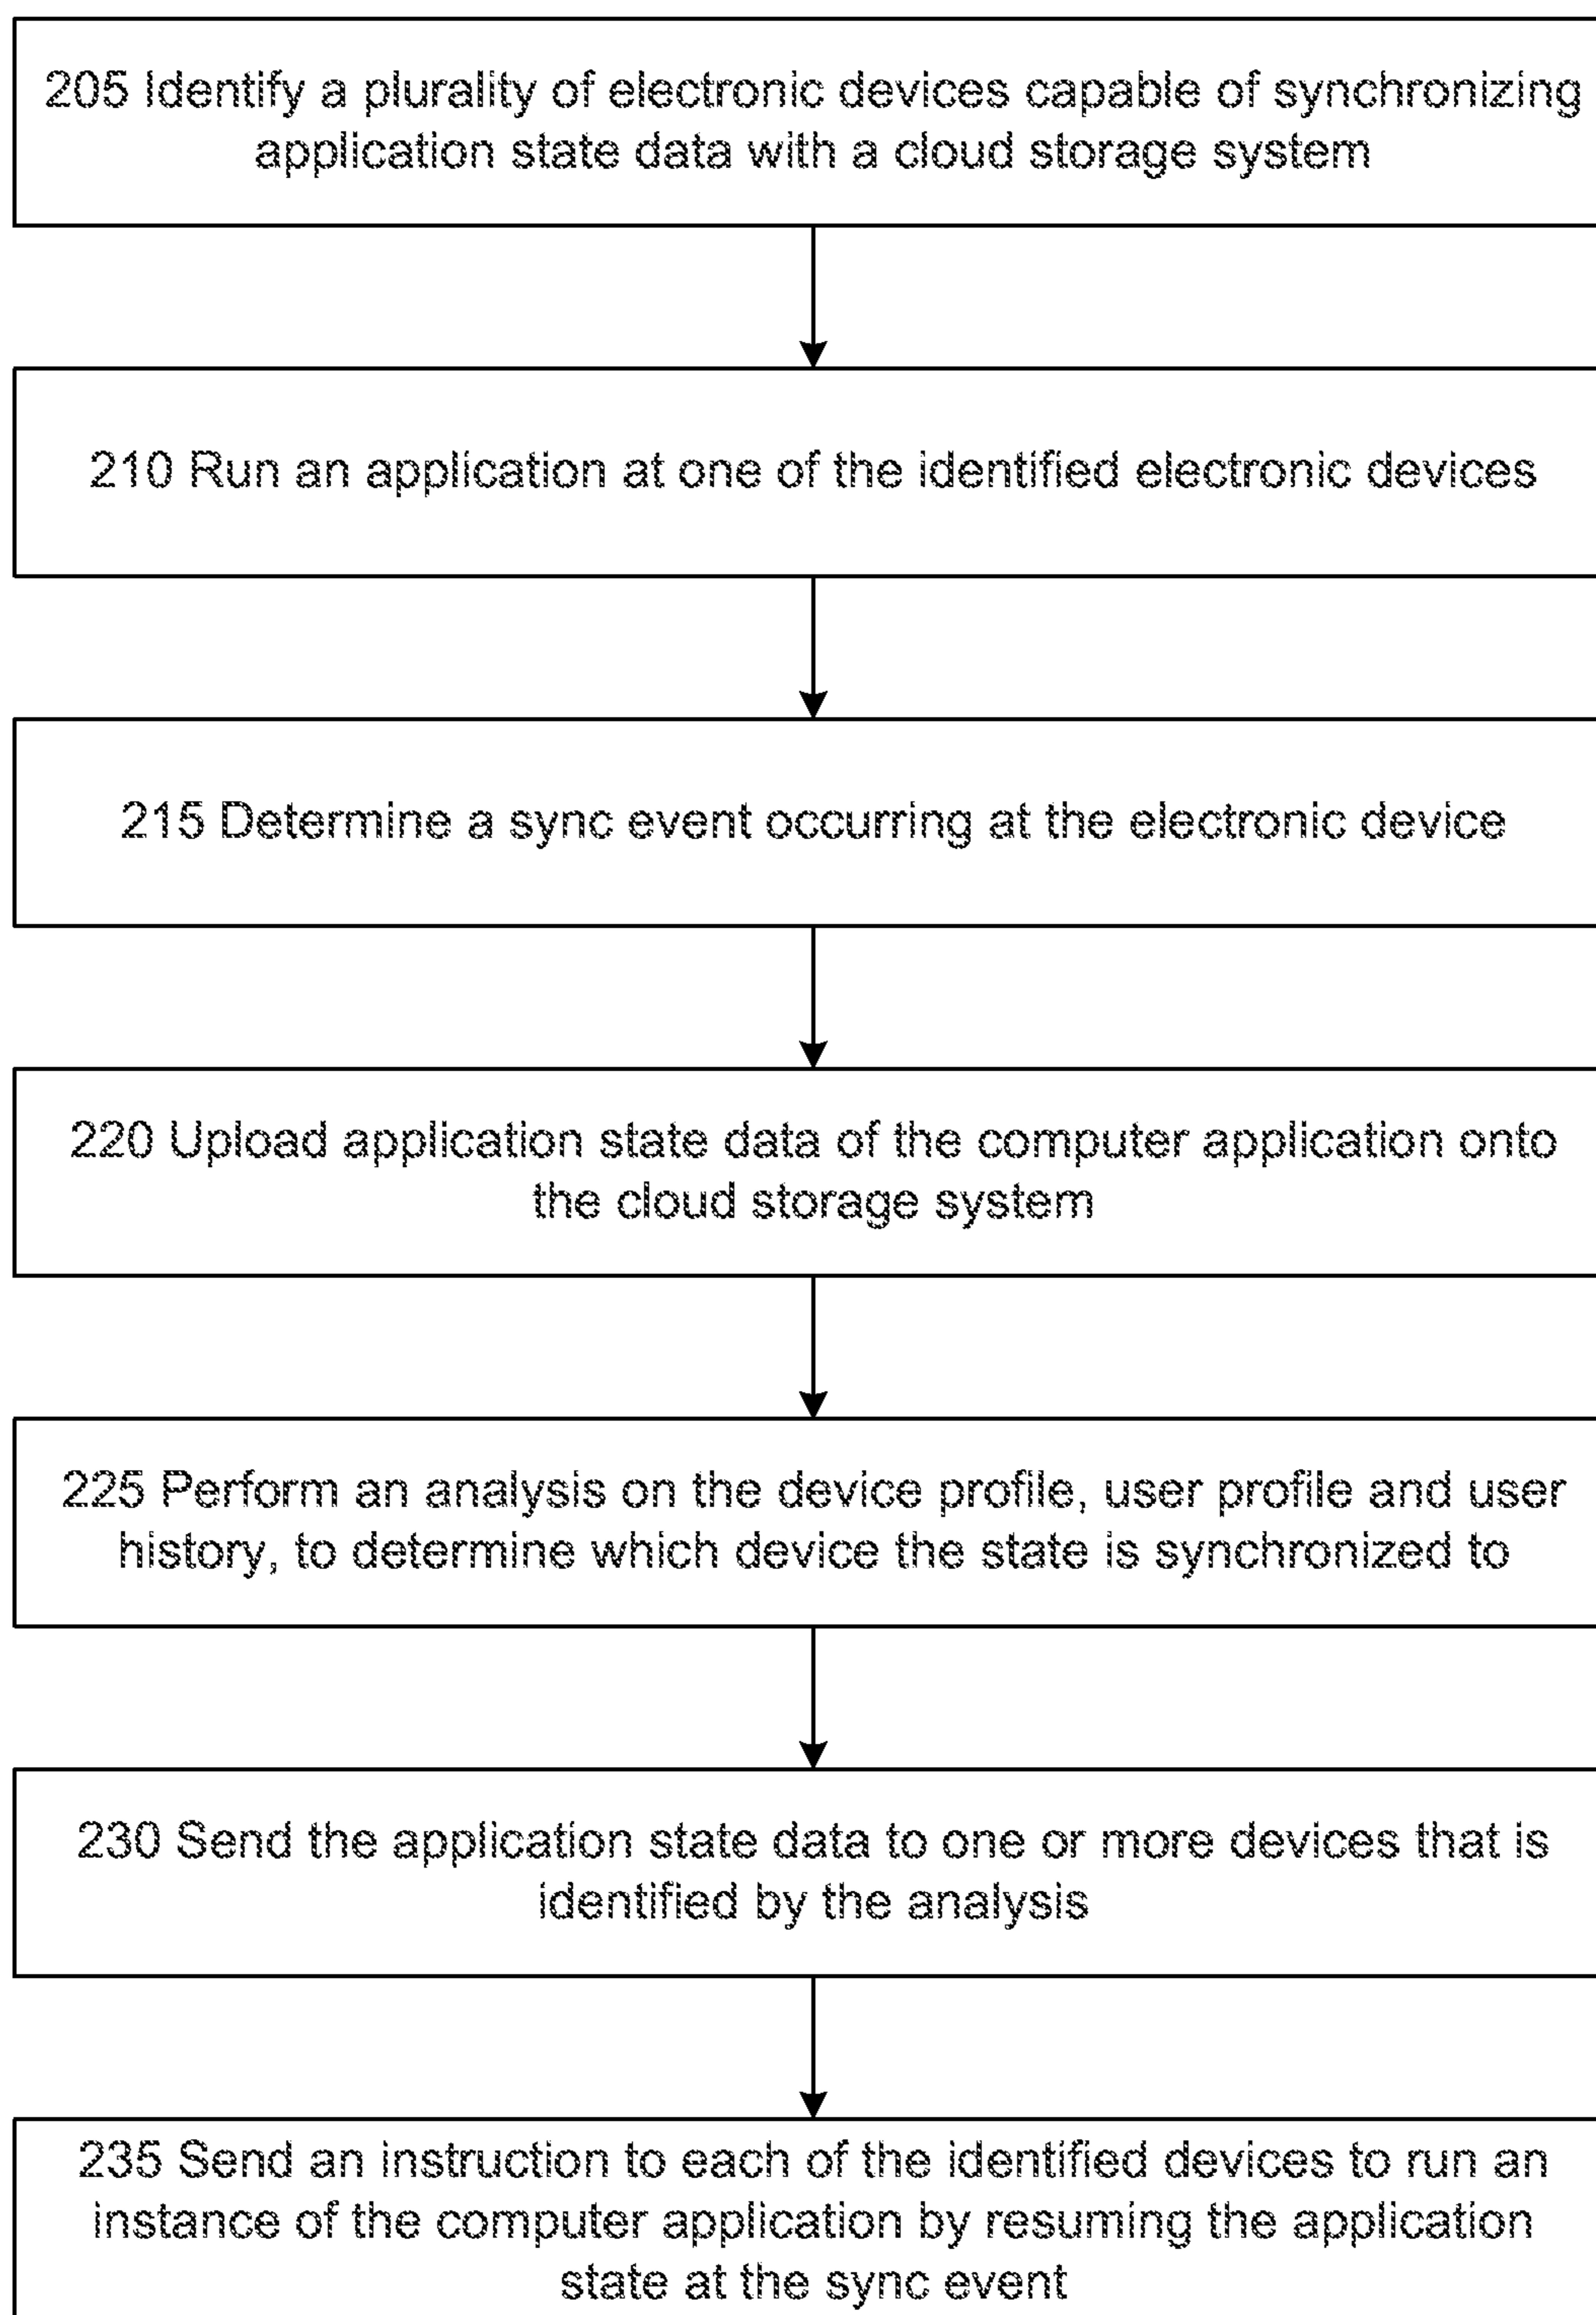 205 Identify a plurality of electronic devices capable of synchronizing
application state data with a cloud storage system
210 Run an application at one of the identified electronic devices
215 Determine a sync event occurring at the electronic device
220 Upload application state data of the computer application onto
the cloud storage system
225 Perform an analysis on the device profile, user profile and user
history, to determine which device the state is synchronized to
230 Send the application state data to one or more devices that is
identified by the analysis
235 Send an instruction to each of the identified devices to run an
instance of the computer application by resuming the application
state at the sync event